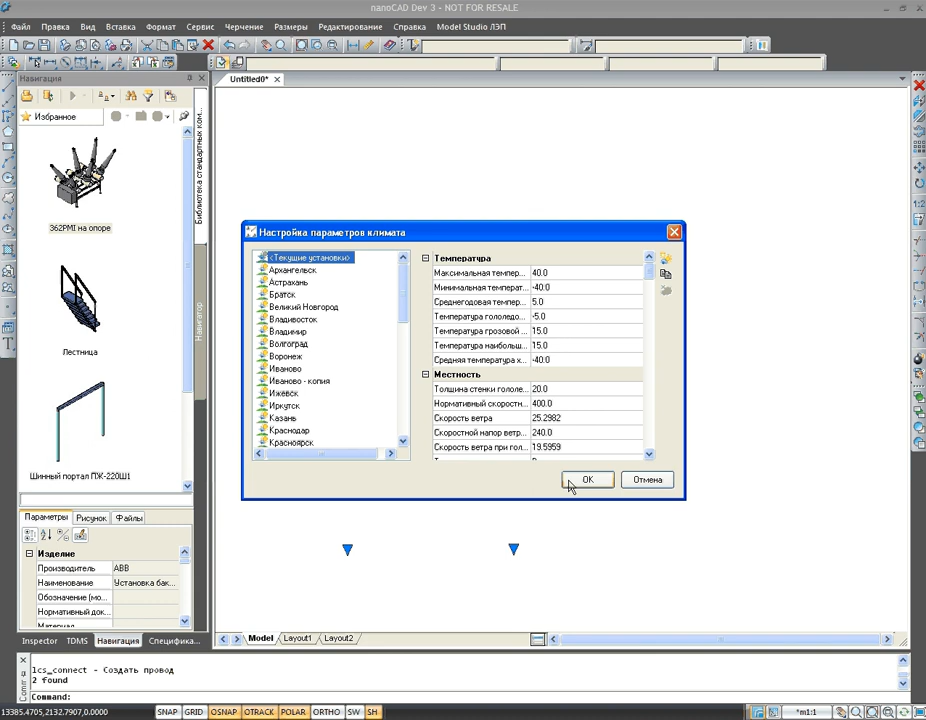 nanoCAD Dev 3 - NOT FOR RESALE
Файл Правка Вид Вставка Формат Сервис Черчение Размеры Редактирование Справка Model Studio ЛЭП
Навигация
Untitled0*
Избранное
Библиотека стандартных ком...
Навигатор
362PMI на опоре
Лестница
Шинный портал ПЖ-220Ш1
Настройка параметров климата
<Текущие установки>
Архангельск
Астрахань
Братск
Великий Новгород
Владивосток
Владимир
Волгоград
Воронеж
Иваново
Иваново - копия
Ижевск
Иркутск
Казань
Краснодар
Красноярск
Температура
Максимальная темпер... 40.0
Минимальная температ... -40.0
Среднегодовая темпер... 5.0
Температура гололедо... -5.0
Температура грозовой ... 15.0
Температура наибольш... 15.0
Средняя температура х... -40.0
Местность
Толщина стенки гололе... 20.0
Нормативный скоростн... 400.0
Скорость ветра 25.2982
Скоростной напор ветр... 240.0
Скорость ветра при гол... 19.5959
OK Отмена
Параметры Рисунок Файлы
Изделие
Производитель ABB
Наименование Установка бак...
Обозначение (мо...
Нормативный док...
Материал
Inspector TDMS Навигация Специфика...
Model Layout1 Layout2
lcs_connect - Создать провод
2 found
Command:
13385.4705,2132.7907,0.0000 SNAP GRID OSNAP OTRACK POLAR ORTHO SW SH *m1:1